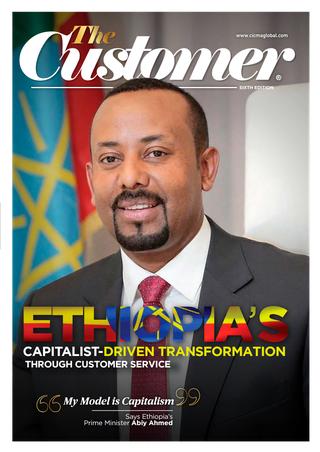 www.cicmaglobal.com
The
Customer®
SIXTH EDITION
ETHIOPIA'S
CAPITALIST-DRIVEN TRANSFORMATION
THROUGH CUSTOMER SERVICE
“My Model is Capitalism”
Says Ethiopia's
Prime Minister Abiy Ahmed